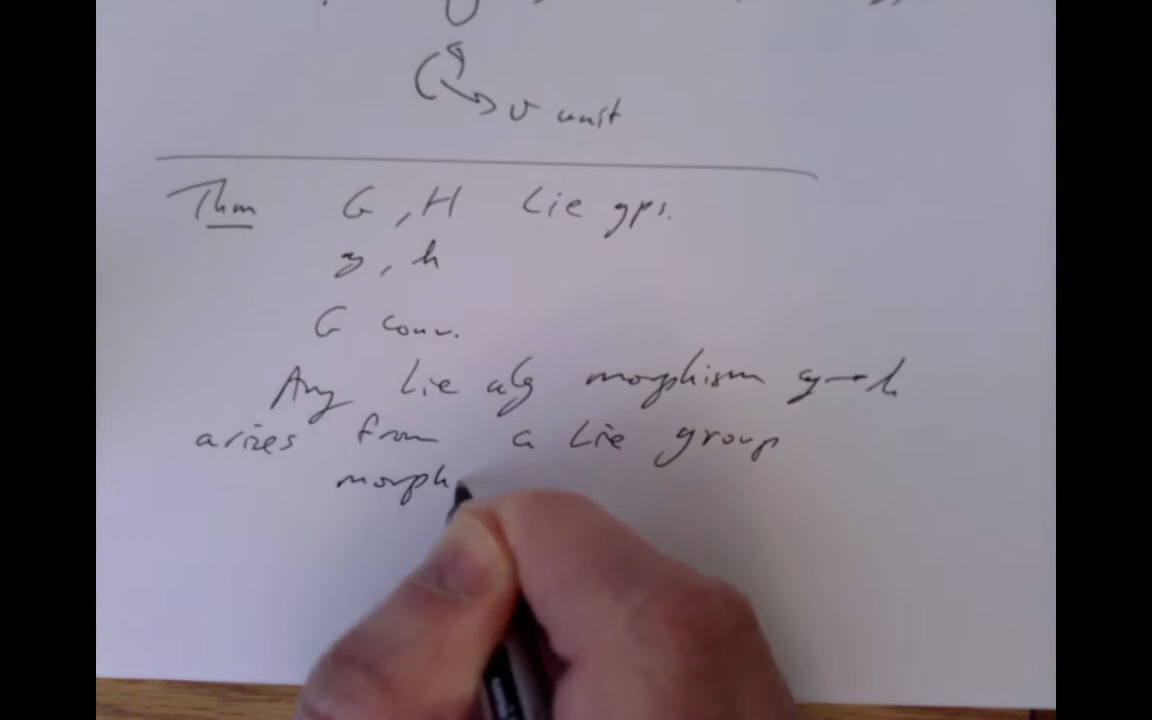 v unit
Thm G, H Lie gps.
g, h
G conn.
Any Lie alg morphism g → h
arises from a Lie group
morph